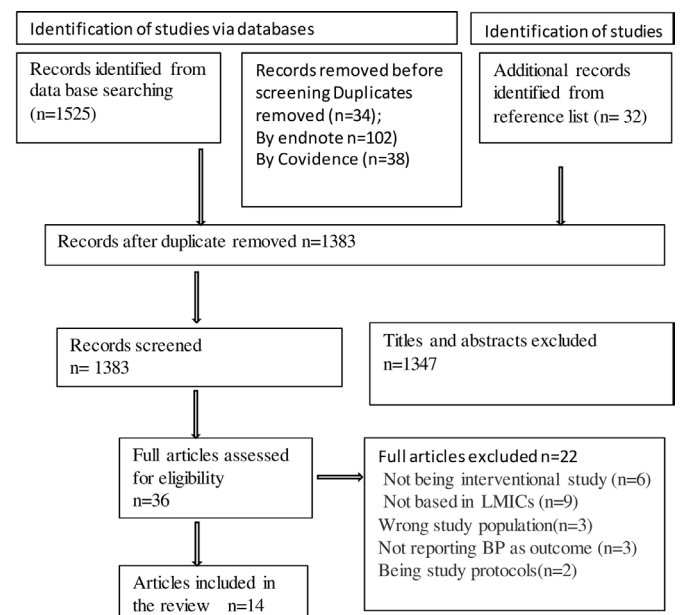 Identification of studies via databases
Identification of studies
Records identified from
data base searching
(n=1525)
Records removed before
screening Duplicates
removed (n=34);
By endnote n=102)
By Covidence (n=38)
Additional records
identified from
reference list (n= 32)
Records after duplicate removed n=1383
Records screened
n= 1383
Titles and abstracts excluded
n=1347
Full articles assessed
for eligibility
n=36
Full articles excluded n=22
Not being interventional study (n=6)
Not based in LMICs (n=9)
Wrong study population(n=3)
Not reporting BP as outcome (n=3)
Being study protocols(n=2)
Articles included in
the review n=14